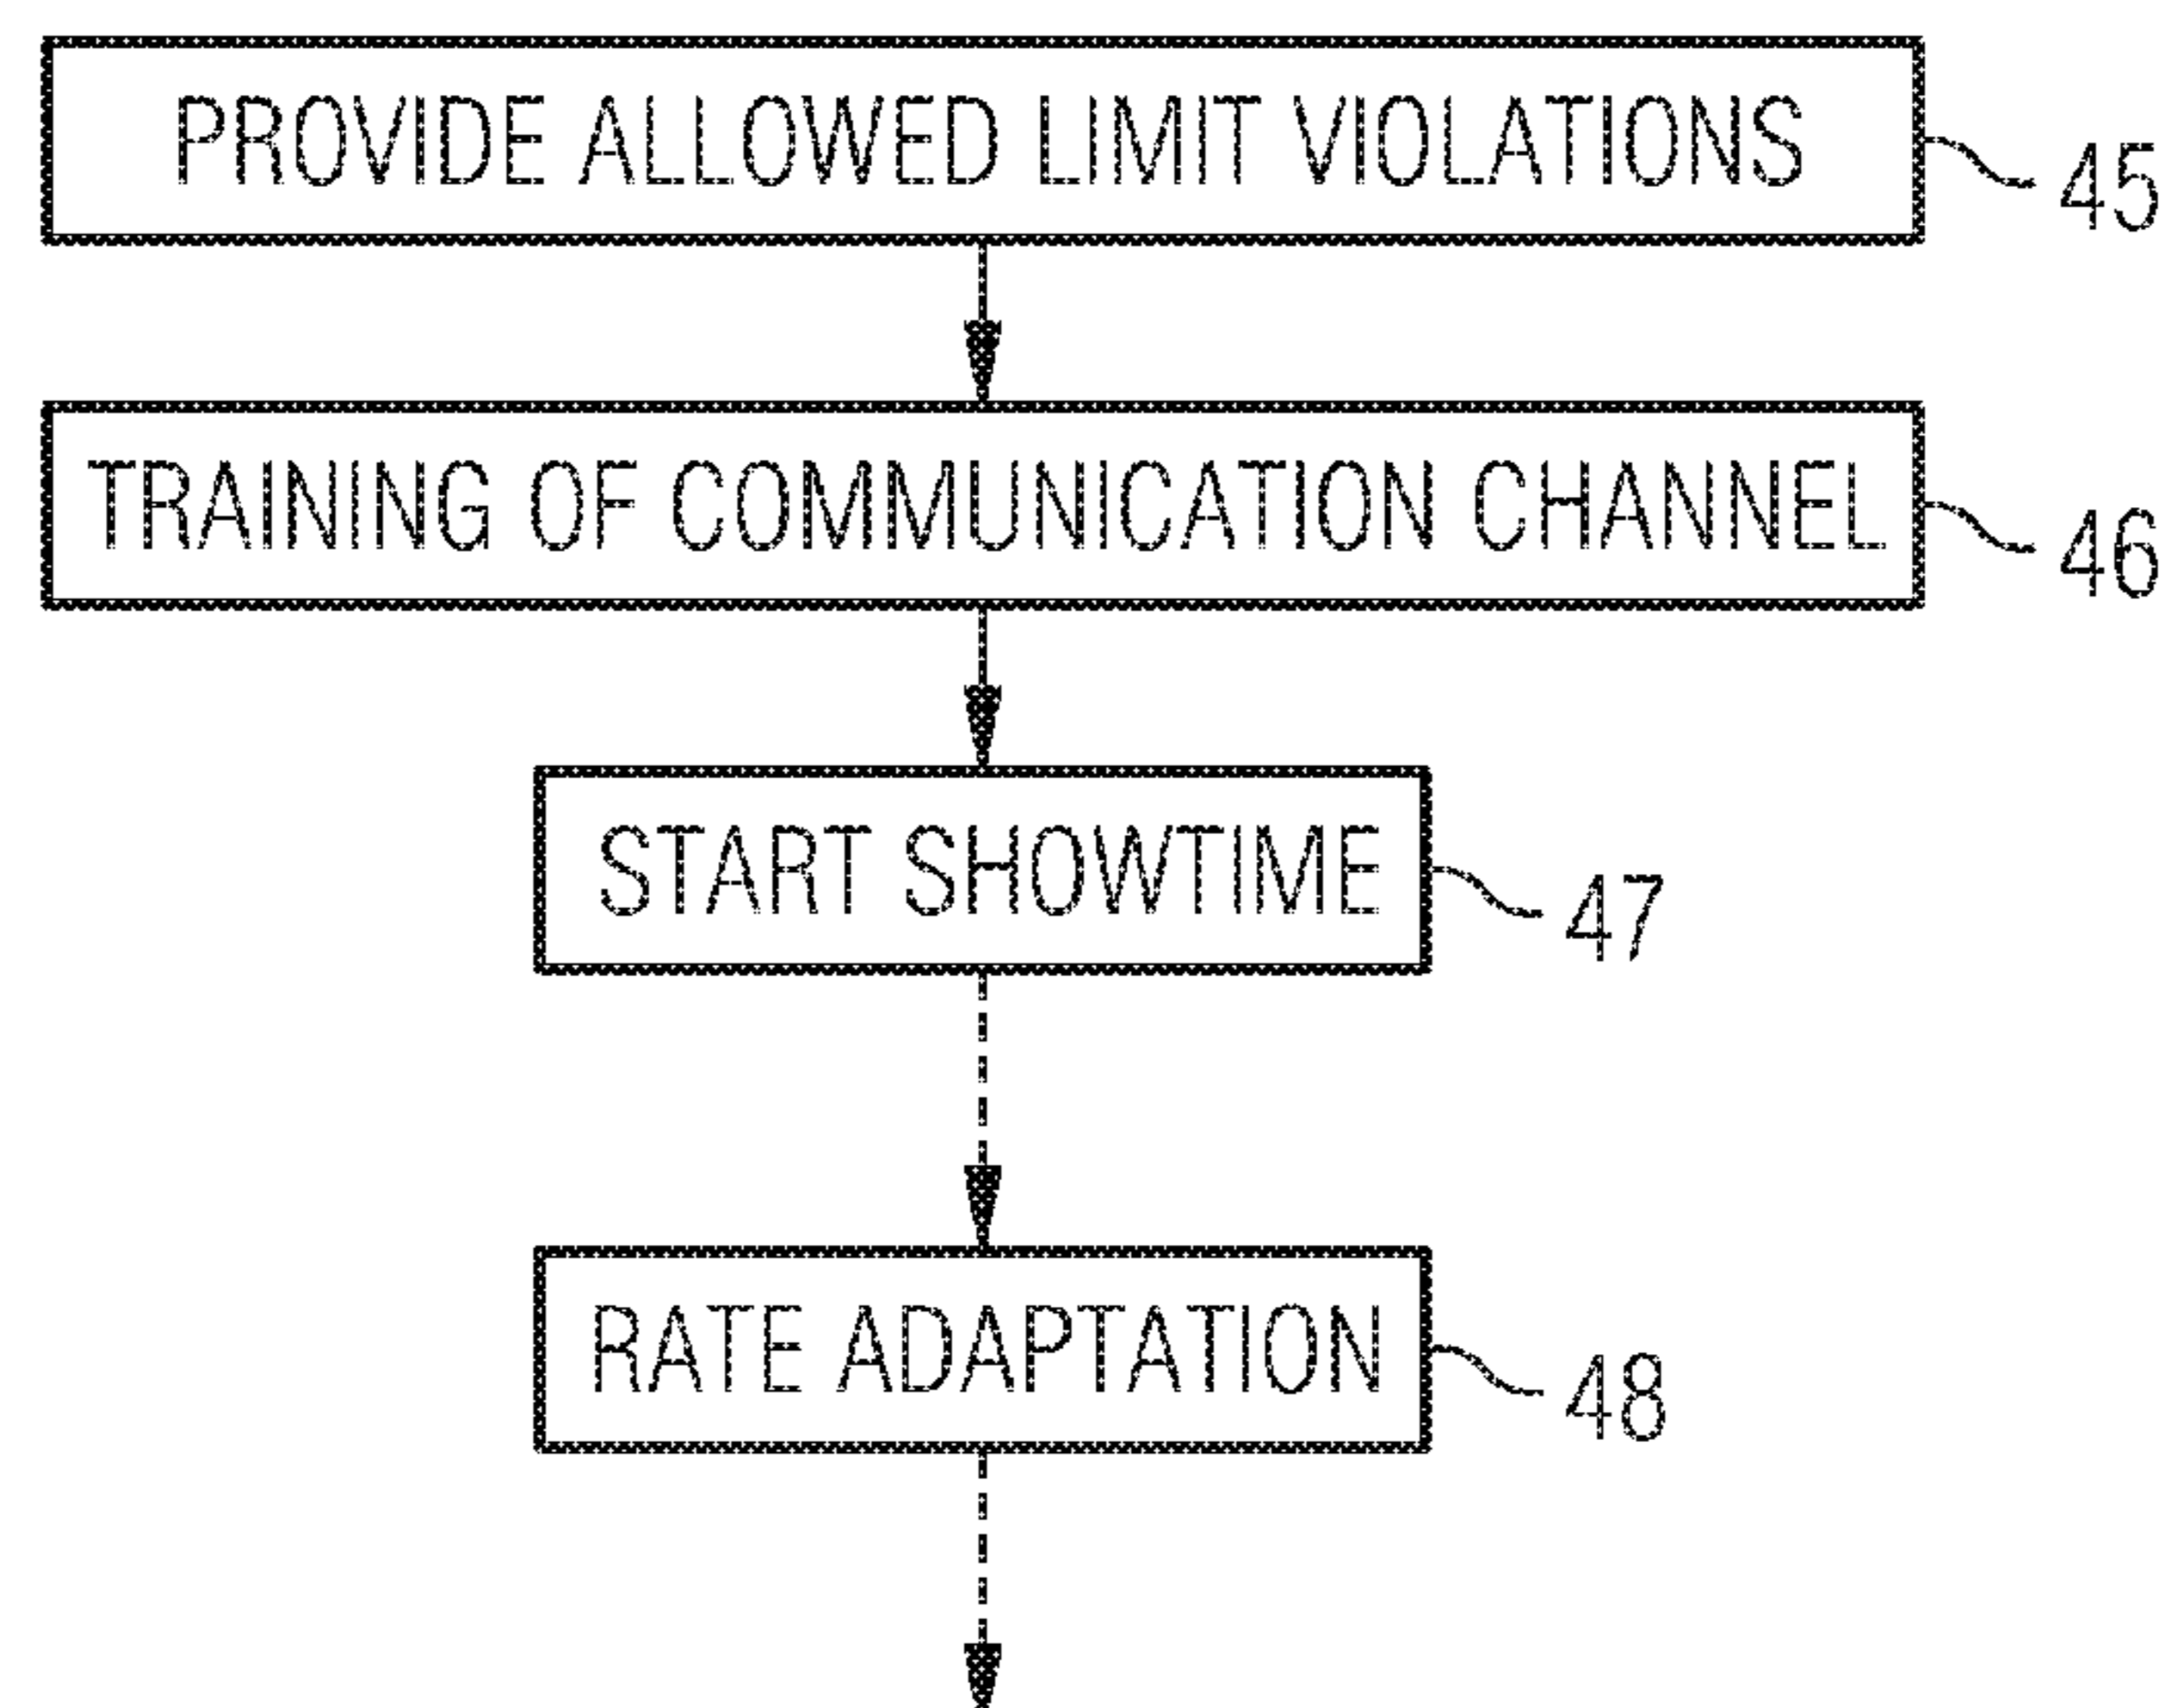 PROVIDE ALLOWED LIMIT VIOLATIONS
45
TRAINING OF COMMUNICATION CHANNEL
46
START SHOWTIME
47
RATE ADAPTATION
48